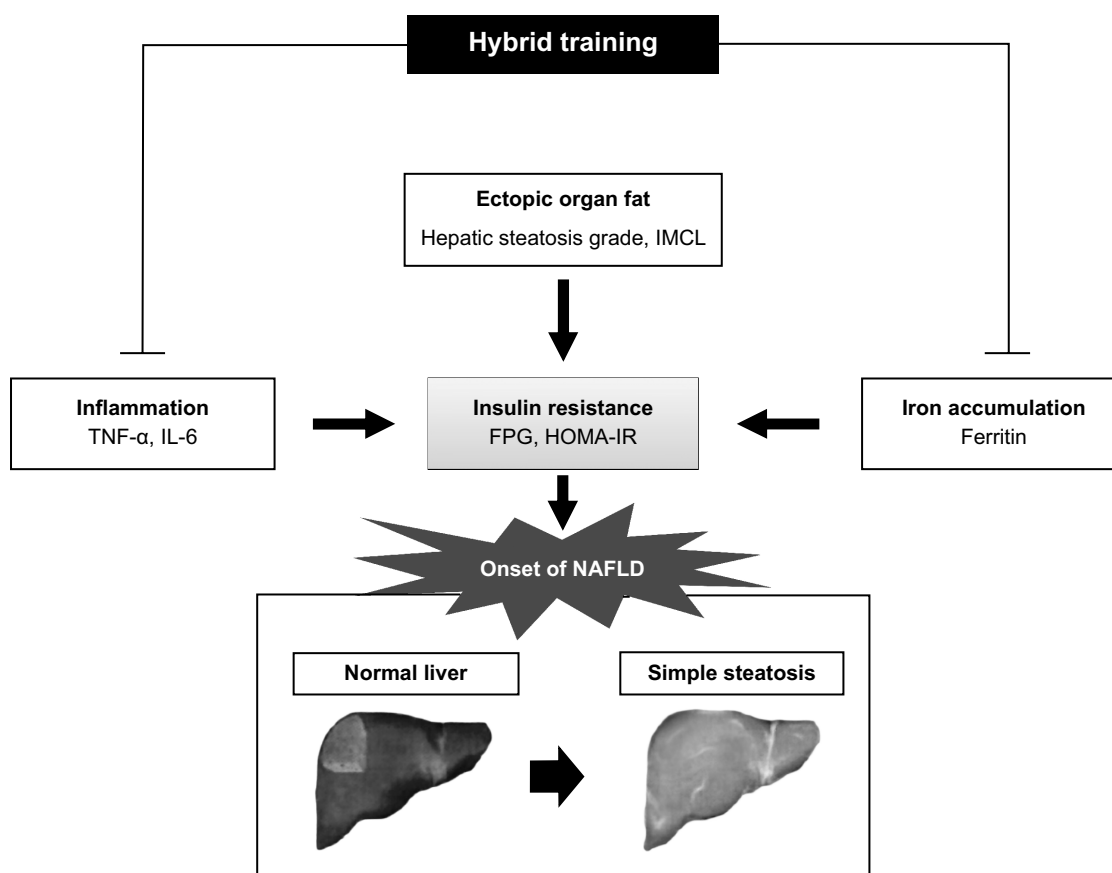 Hybrid training
Ectopic organ fat
Hepatic steatosis grade, IMCL
Inflammation
TNF-α, IL-6
Insulin resistance
FPG, HOMA-IR
Iron accumulation
Ferritin
Onset of NAFLD
Normal liver
Simple steatosis